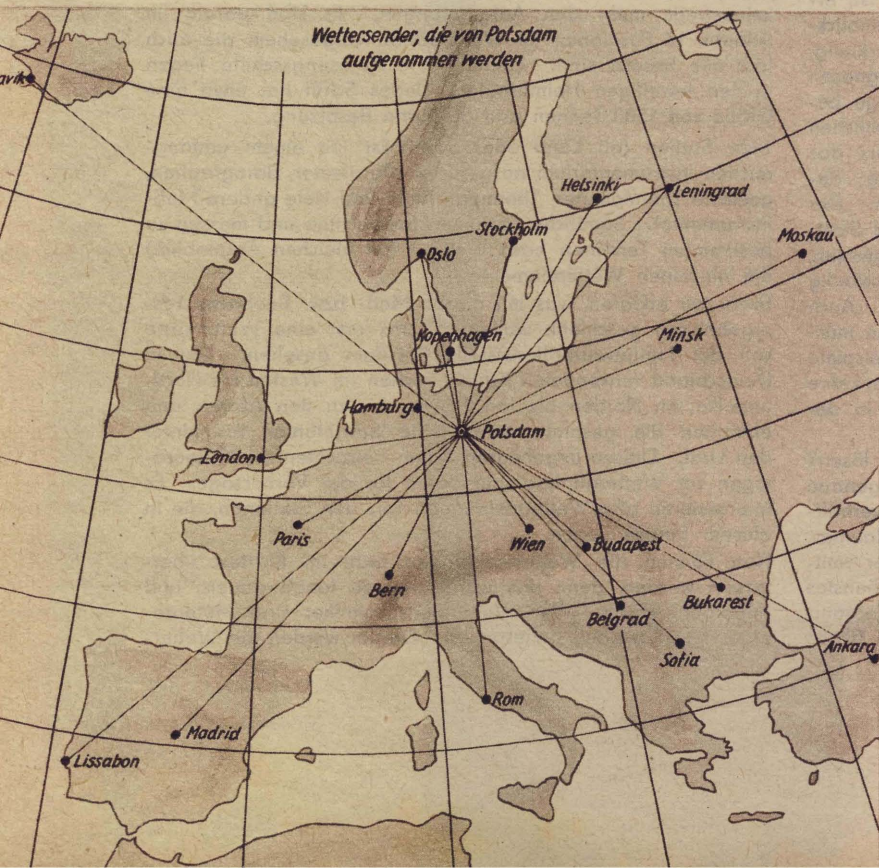 Wettersender, die von Potsdam
aufgenommen werden
avik
Helsinki
Leningrad
Stockholm
Moskau
Oslo
Kopenhagen
Minsk
Hamburg
Potsdam
London
Paris
Wien
Budapest
Bern
Bukarest
Belgrad
Sofia
Ankara
Rom
Madrid
Lissabon